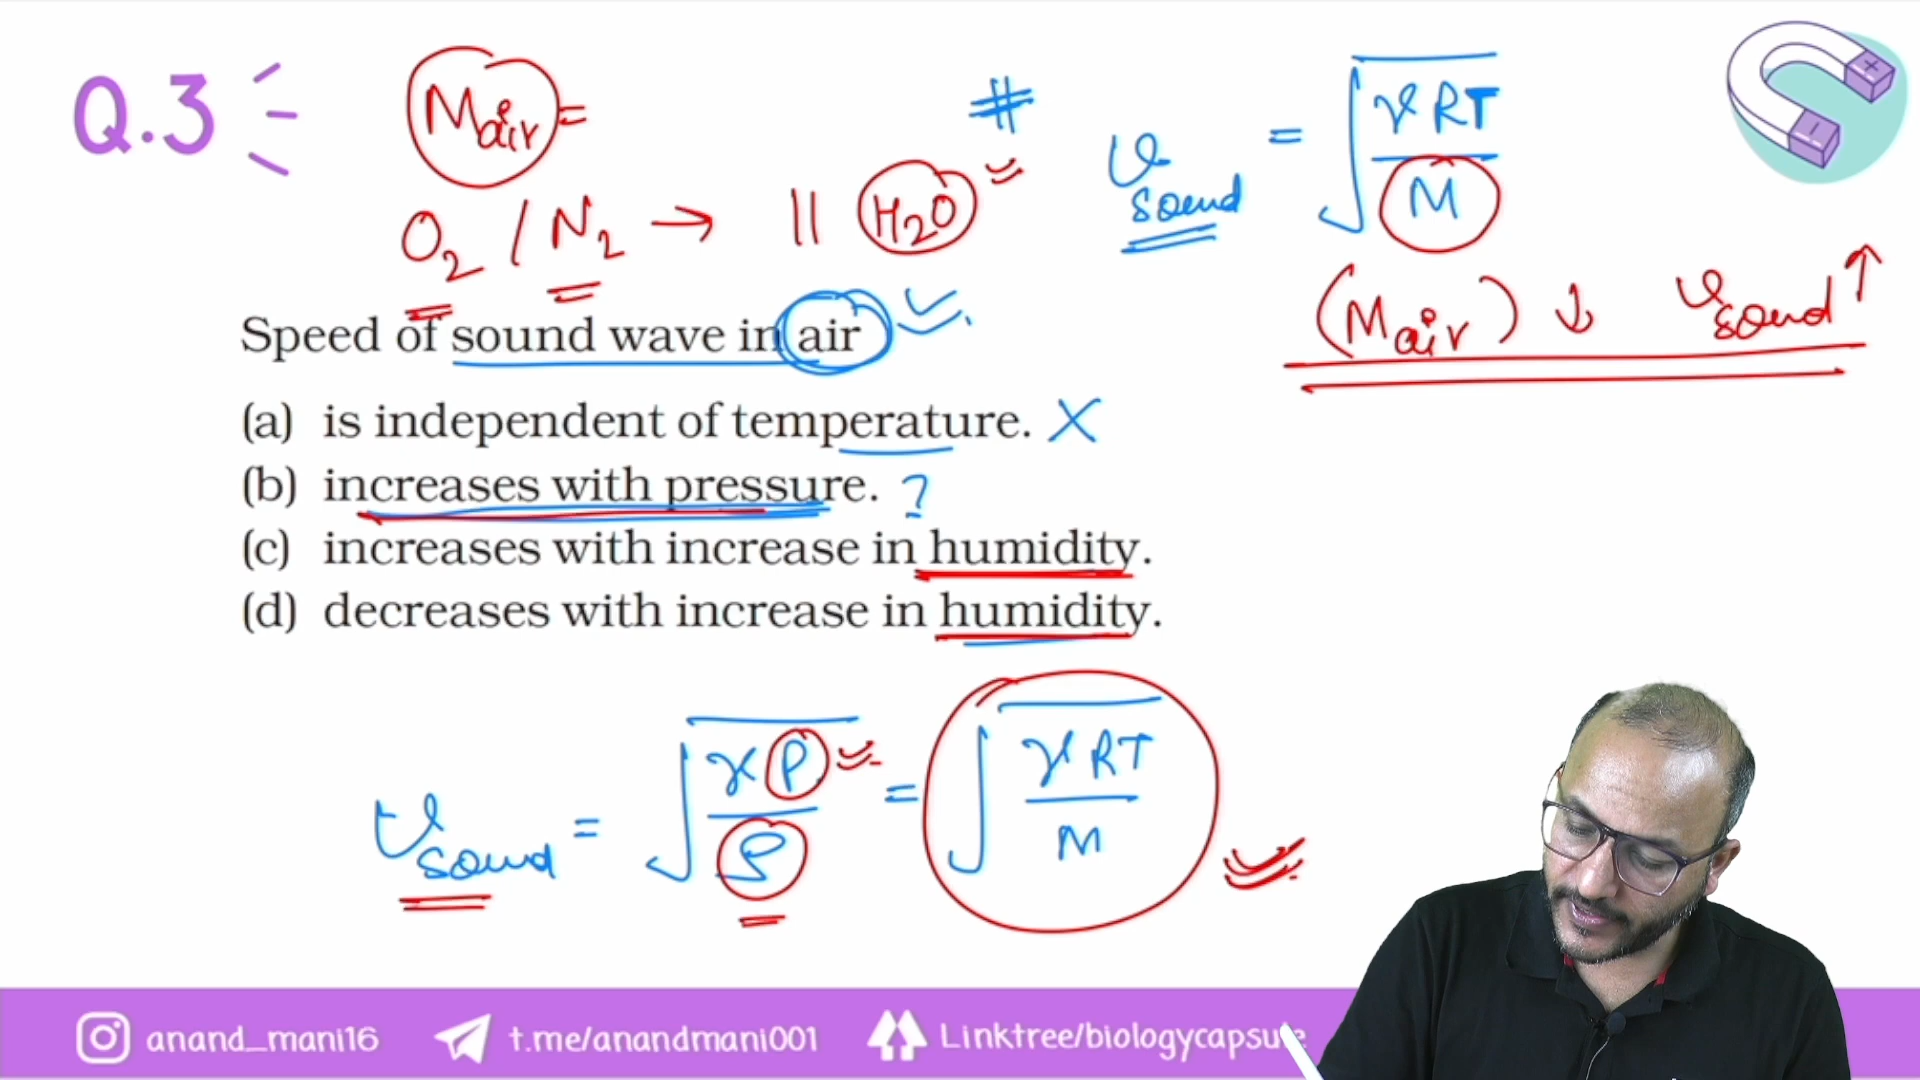 Q.3
M air =
O₂ / N₂ → || H₂O
# v sound = √(γRT / M)
(M air) ↓ v sound ↑
Speed of sound wave in air
(a) is independent of temperature. X
(b) increases with pressure. ?
(c) increases with increase in humidity.
(d) decreases with increase in humidity.
v sound = √(γP / ρ) = √(γRT / M)
anand_mani16 t.me/anandmani001 Linktree/biologycapsule
+
-